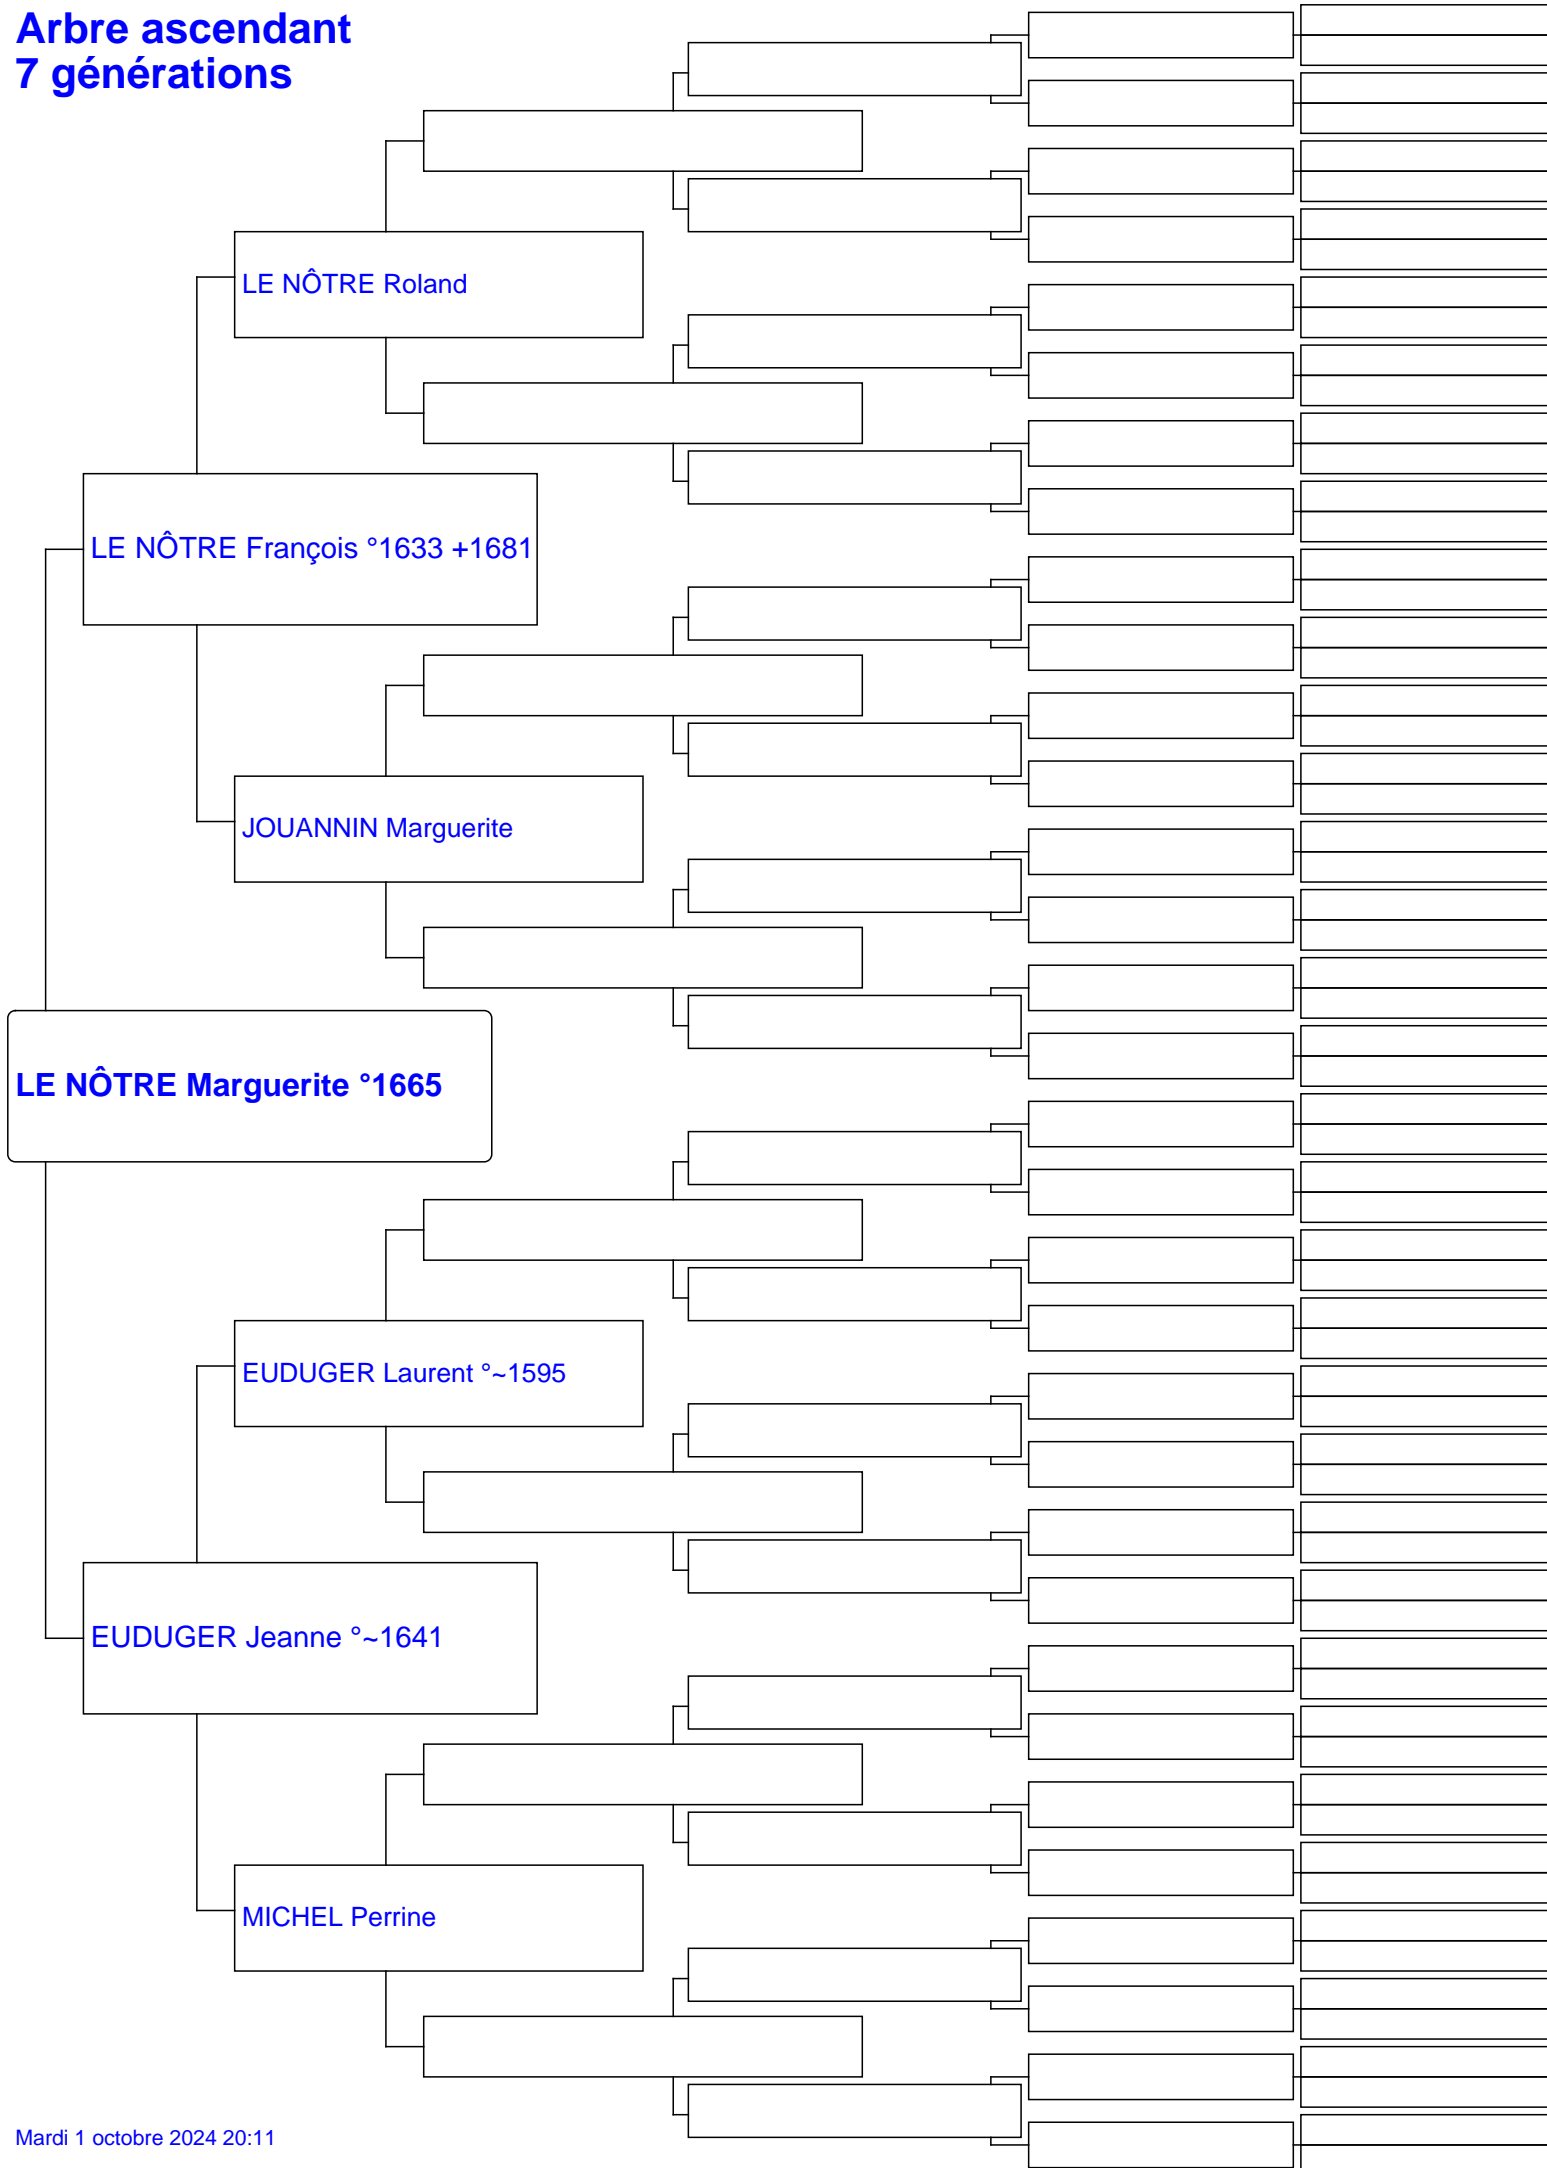 Arbre ascendant
7 générations
LE NÔTRE Roland
LE NÔTRE François °1633 +1681
JOUANNIN Marguerite
LE NÔTRE Marguerite °1665
EUDUGER Laurent °~1595
EUDUGER Jeanne °~1641
MICHEL Perrine
Mardi 1 octobre 2024 20:11